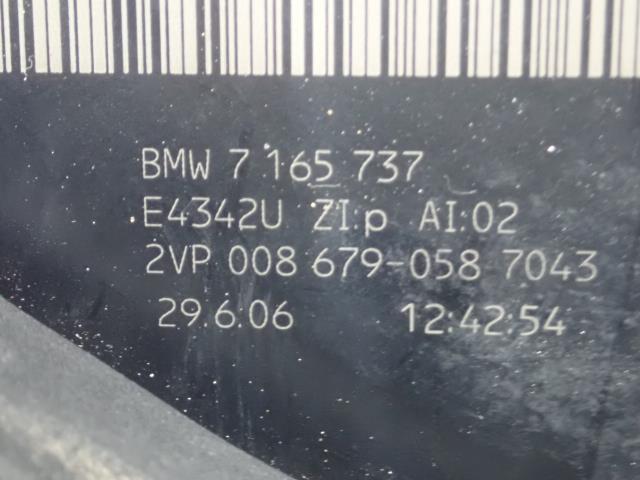 BMW 7 165 737
E4342U ZI.p AI:02
2VP 008 679-058 7043
29.6.06 12:42:54